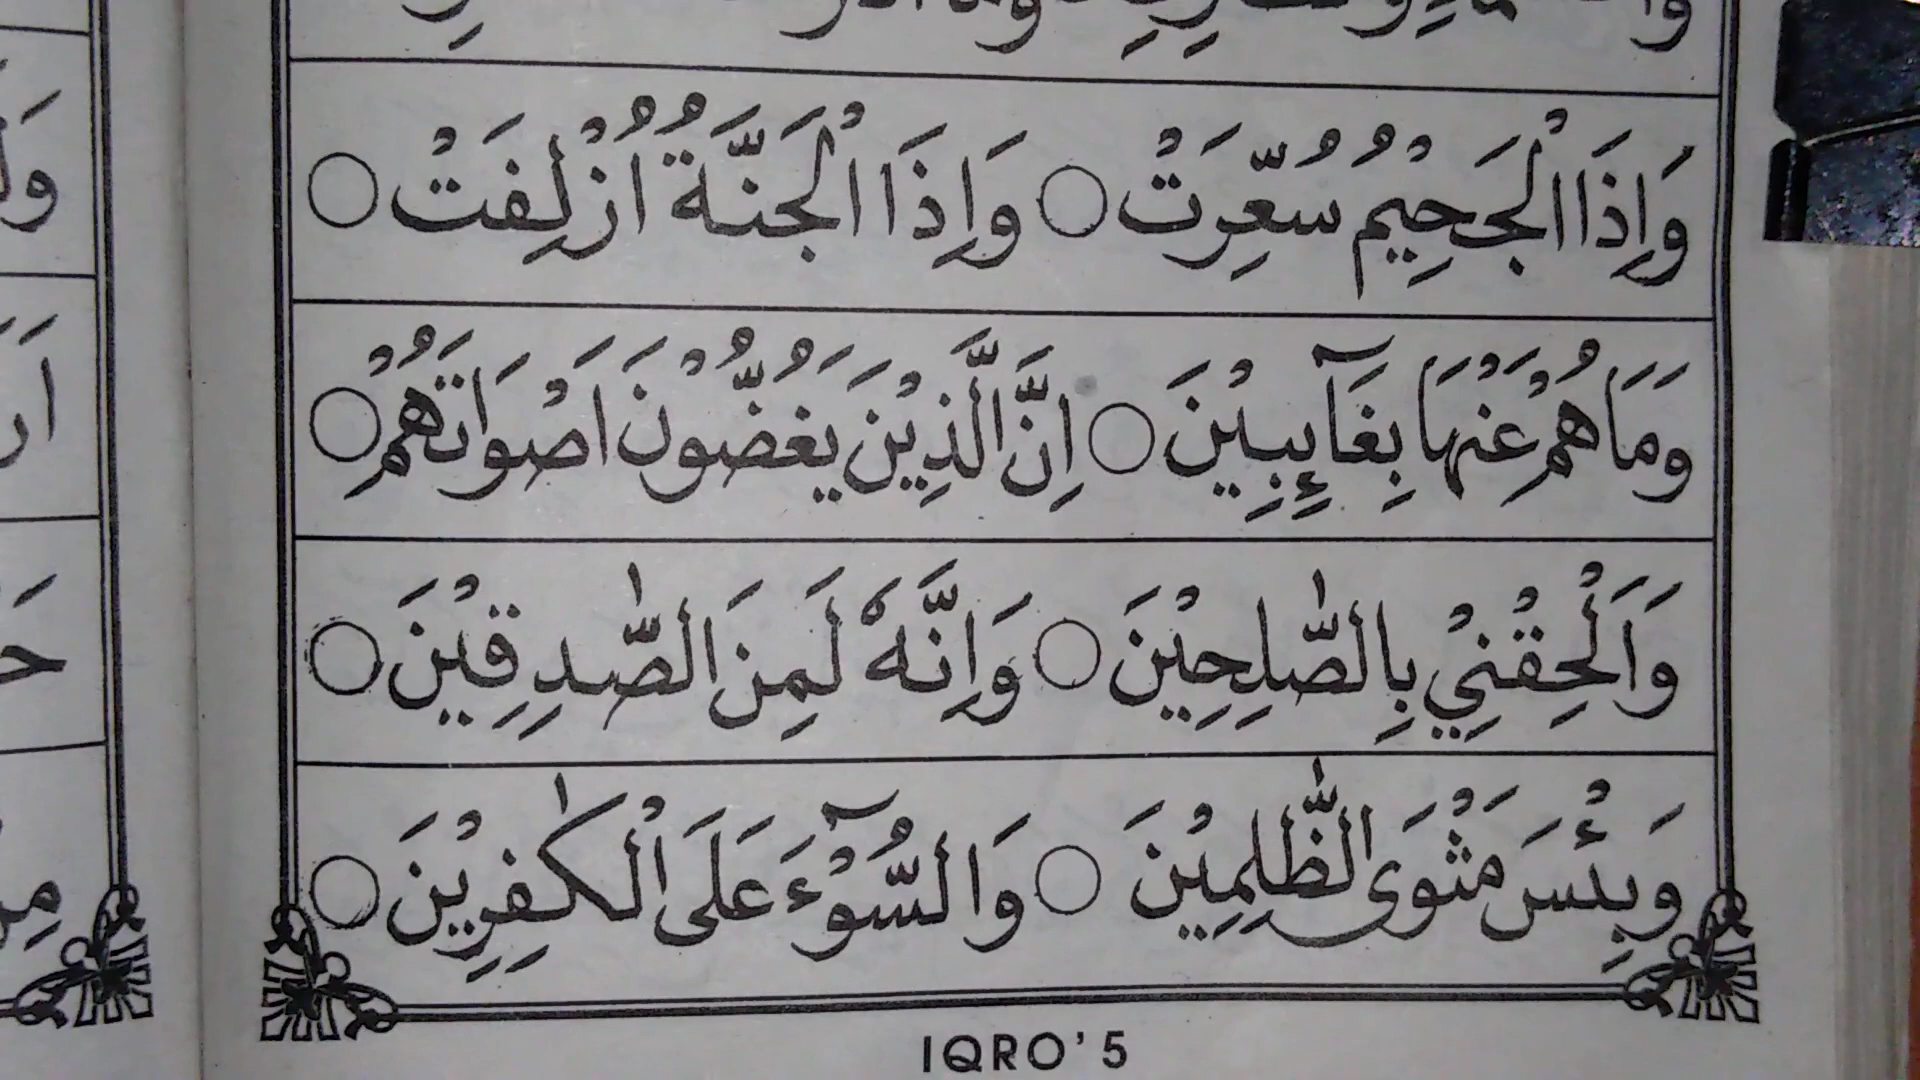 وَاِذَا الْجَحِيْمُ سُعِّرَتْ ○ وَاِذَا الْجَنَّةُ اُزْلِفَتْ ○
وَمَا هُمْ عَنْهَا بِغَآئِبِيْنَ ○ اِنَّ الَّذِيْنَ يَغُضُّوْنَ اَصْوَاتَهُمْ ○
وَاَلْحِقْنِيْ بِالصّٰلِحِيْنَ ○ وَاِنَّهٗ لَمِنَ الصّٰدِقِيْنَ ○
وَبِئْسَ مَثْوَى الظّٰلِمِيْنَ ○ وَالسُّوْٓءَ عَلَى الْكٰفِرِيْنَ ○
IQRO' 5